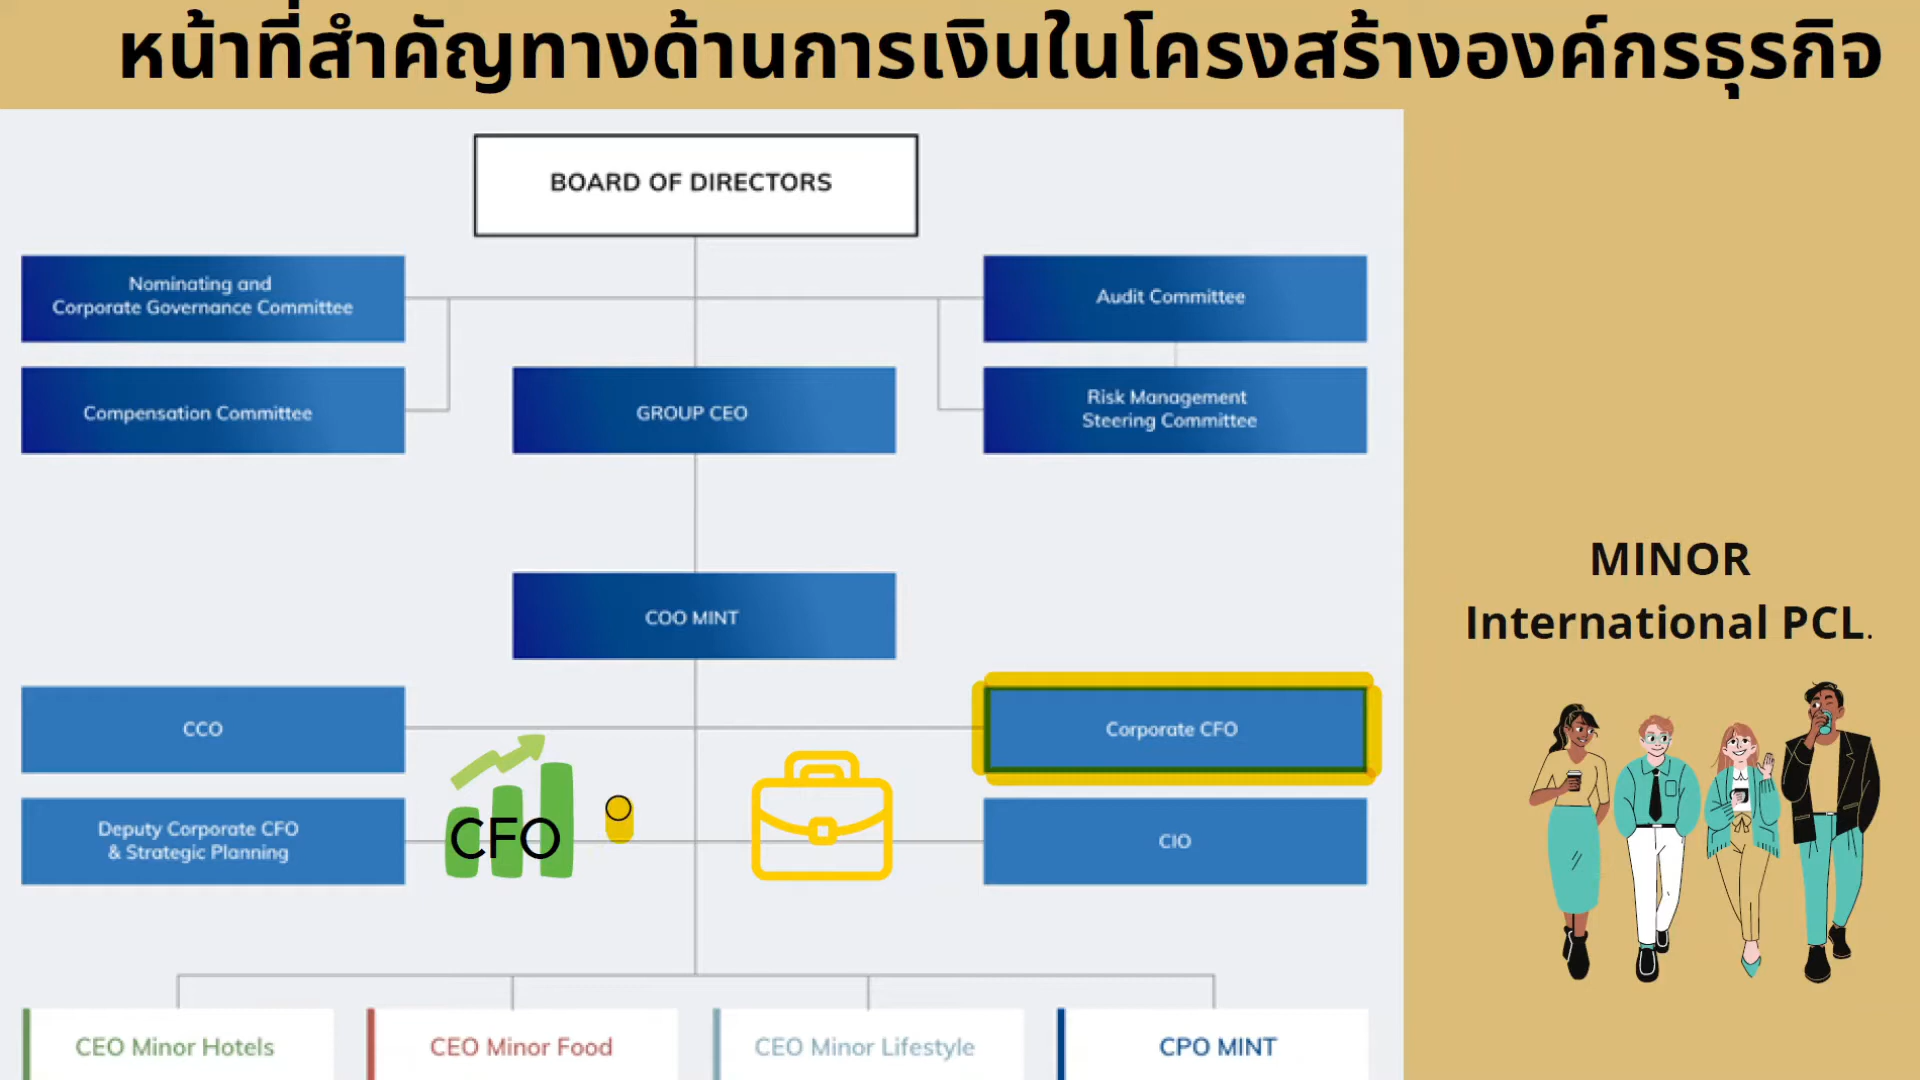 หน้าที่สำคัญทางด้านการเงินในโครงสร้างองค์กรธุรกิจ
BOARD OF DIRECTORS
Nominating and
Corporate Governance Committee
Audit Committee
Compensation Committee
GROUP CEO
Risk Management
Steering Committee
COO MINT
MINOR
International PCL.
CCO
Corporate CFO
Deputy Corporate CFO
& Strategic Planning
CFO
CIO
CEO Minor Hotels
CEO Minor Food
CEO Minor Lifestyle
CPO MINT